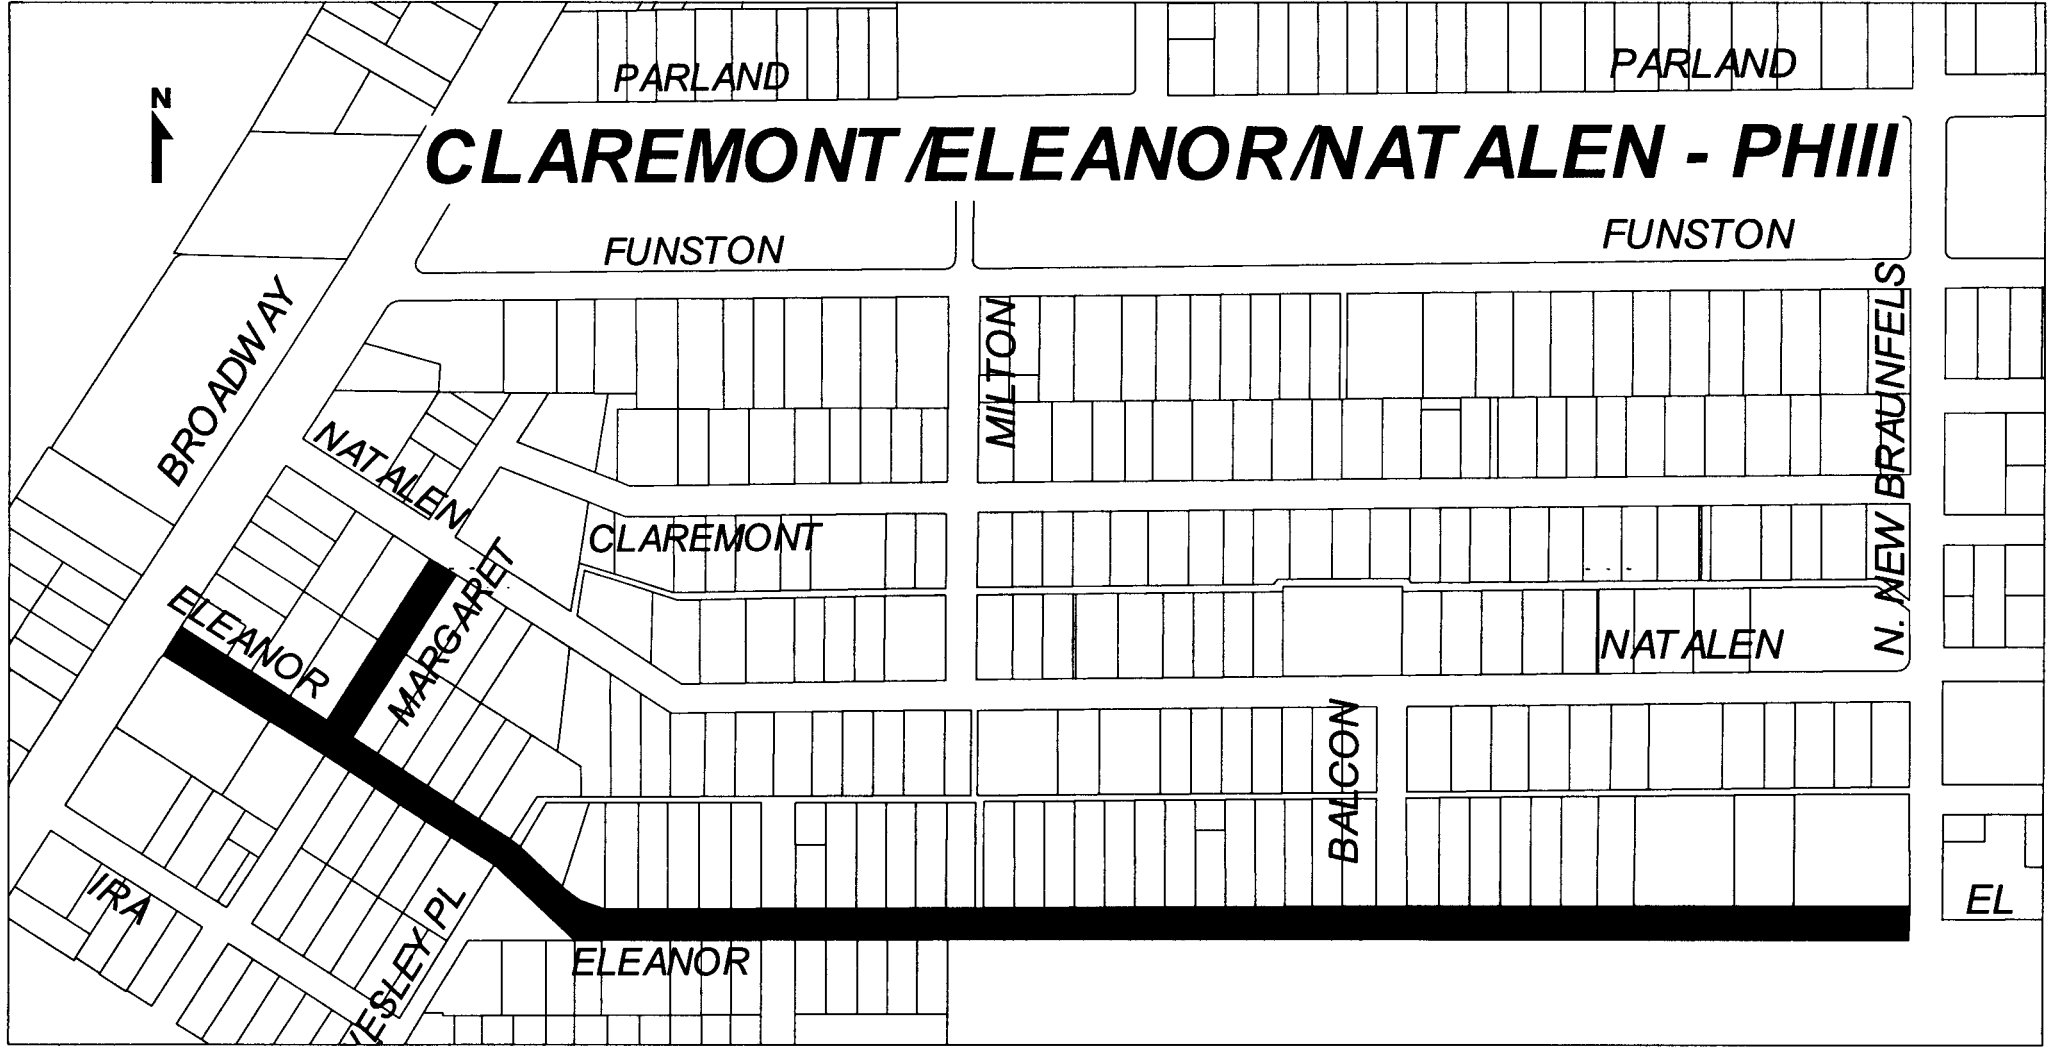 PARLAND
PARLAND
N
CLAREMONT/ELEANOR/NATALEN - PHIII
FUNSTON
FUNSTON
BROADWAY
MILTON
N. NEW BRAUNFELS
NATALEN
CLAREMONT
MARGARET
ELEANOR
NATALEN
BALCON
IRA
WESLEY PL
ELEANOR
EL